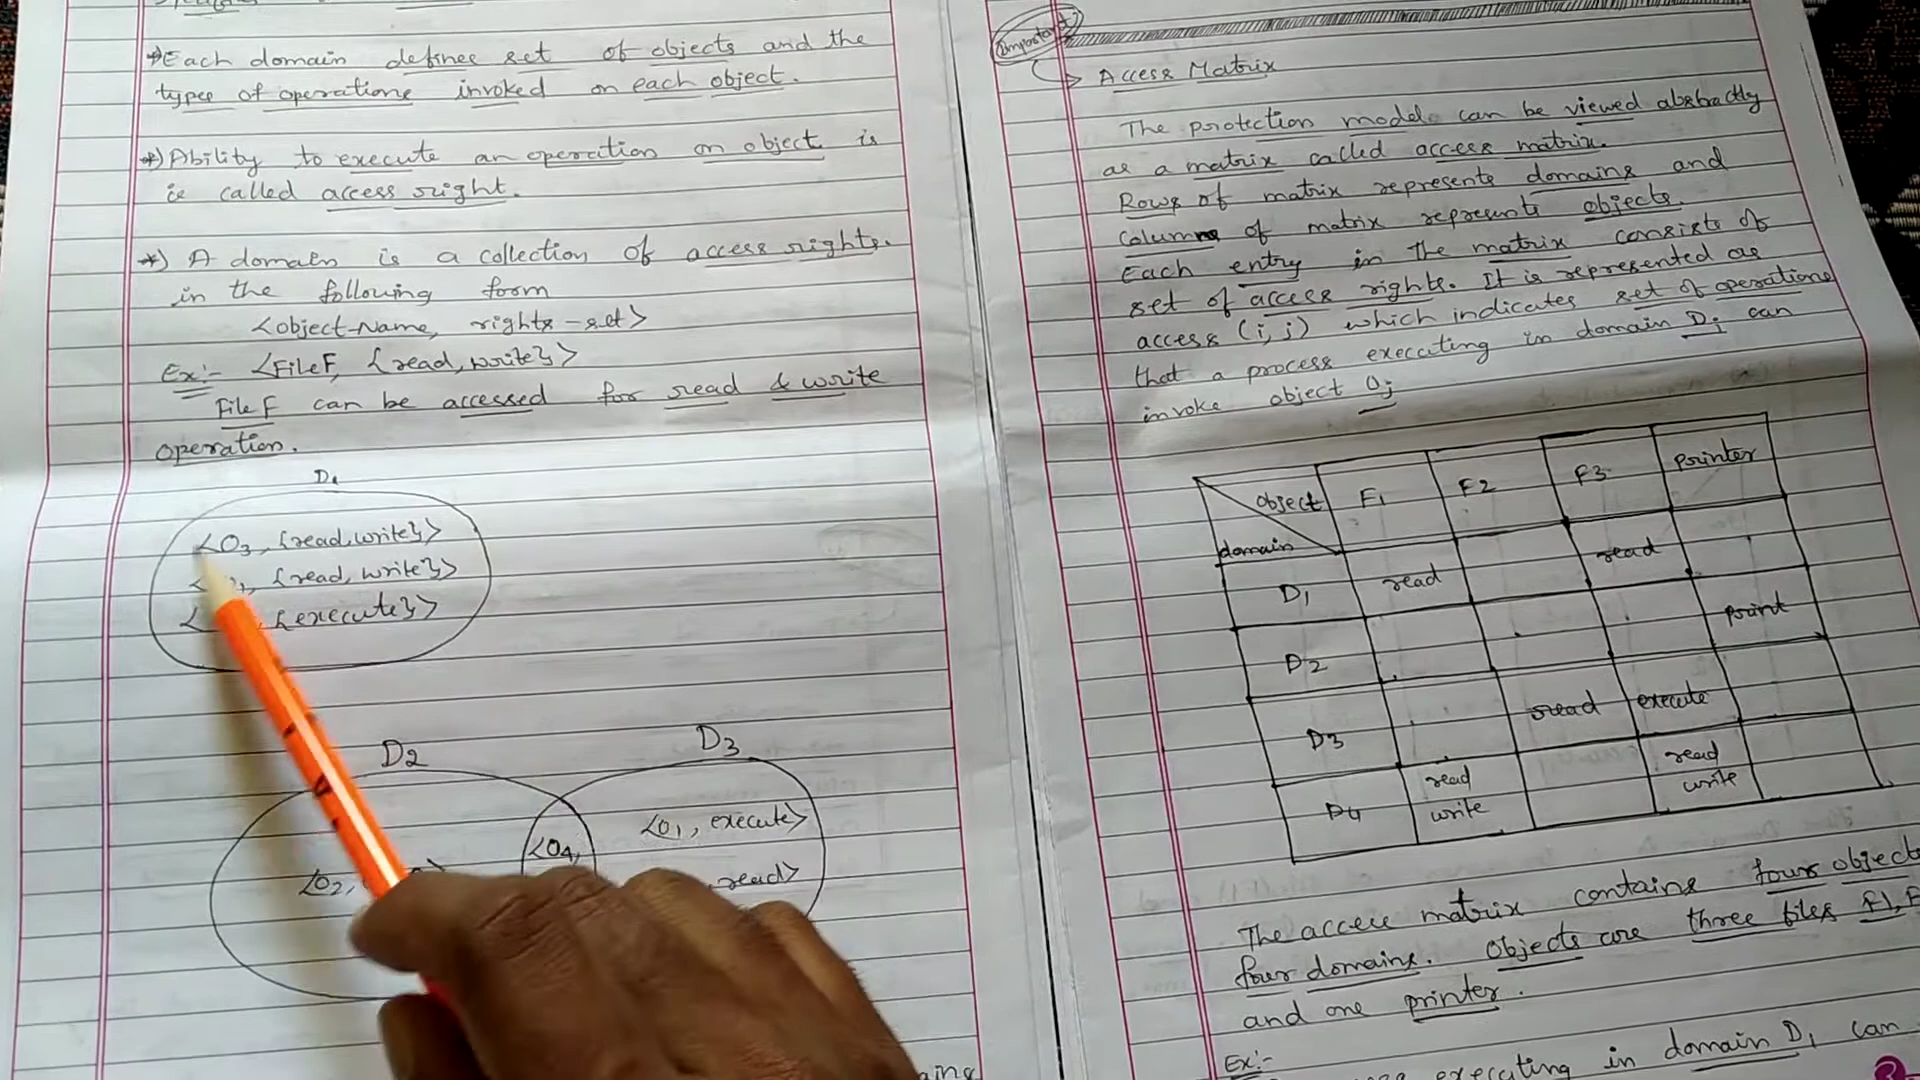 *)Each domain defines set of objects and the
types of operations invoked on each object.
*)Ability to execute an operation on object is
is called access right.
*) A domain is a collection of access rights.
in the following form
<object-Name, rights-set>
Ex:- <FileF, {read, write}>
File F can be accessed for read & write
operation.
D1
<O3, {read,write}>
{read, write}>
{execute}>
D2
D3
<O2,
<O4,
<O1, execute>
read>
Important
Access Matrix
The protection model can be viewed abstractly
as a matrix called access matrix.
Rows of matrix represents domains and
columns of matrix represents objects.
Each entry in the matrix consists of
set of access rights. It is represented as
access (i, j) which indicates set of operations
that a process executing in domain Di can
invoke object Oj
object F1 F2 F3 printer
domain
D1 read read
D2 print
D3 read execute
D4 read write read write
The access matrix contains four object
four domains. Objects are three files F1,
and one printer.
Ex:-
executing in domain D1 can